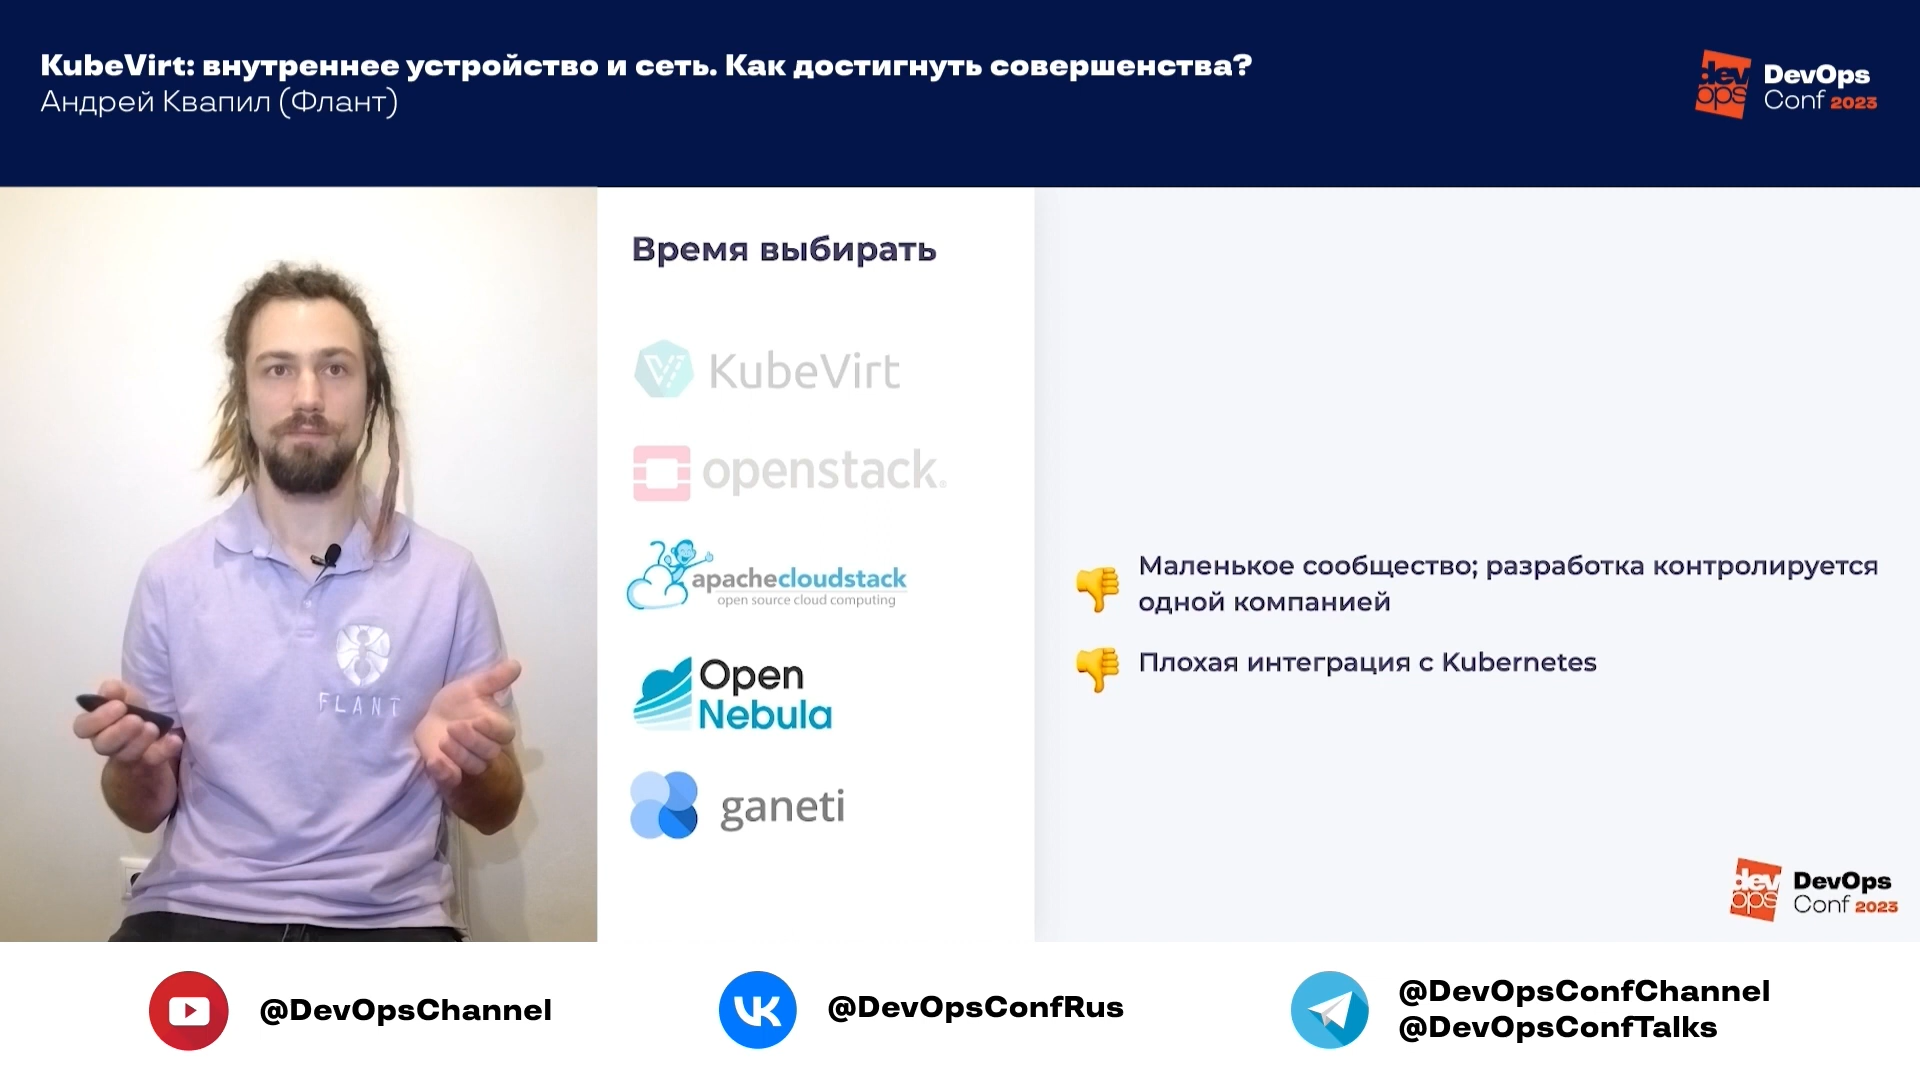 KubeVirt: внутреннее устройство и сеть. Как достигнуть совершенства?
Андрей Квапил (Флант)
dev
ops
DevOps
Conf 2023
Время выбирать
KubeVirt
openstack.
apachecloudstack
open source cloud computing
Open
Nebula
ganeti
Маленькое сообщество; разработка контролируется
одной компанией
Плохая интеграция с Kubernetes
FLANT
dev
ops
DevOps
Conf 2023
@DevOpsChannel
@DevOpsConfRus
@DevOpsConfChannel
@DevOpsConfTalks